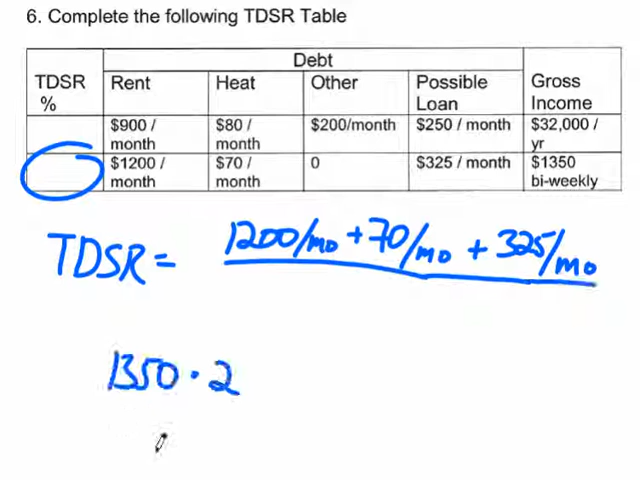 6. Complete the following TDSR Table
Debt
TDSR % Rent Heat Other Possible Loan Gross Income
$900 / month $80 / month $200/month $250 / month $32,000 / yr
$1200 / month $70 / month 0 $325 / month $1350 bi-weekly
TDSR = 1200/mo + 70/mo + 325/mo
1350 · 2